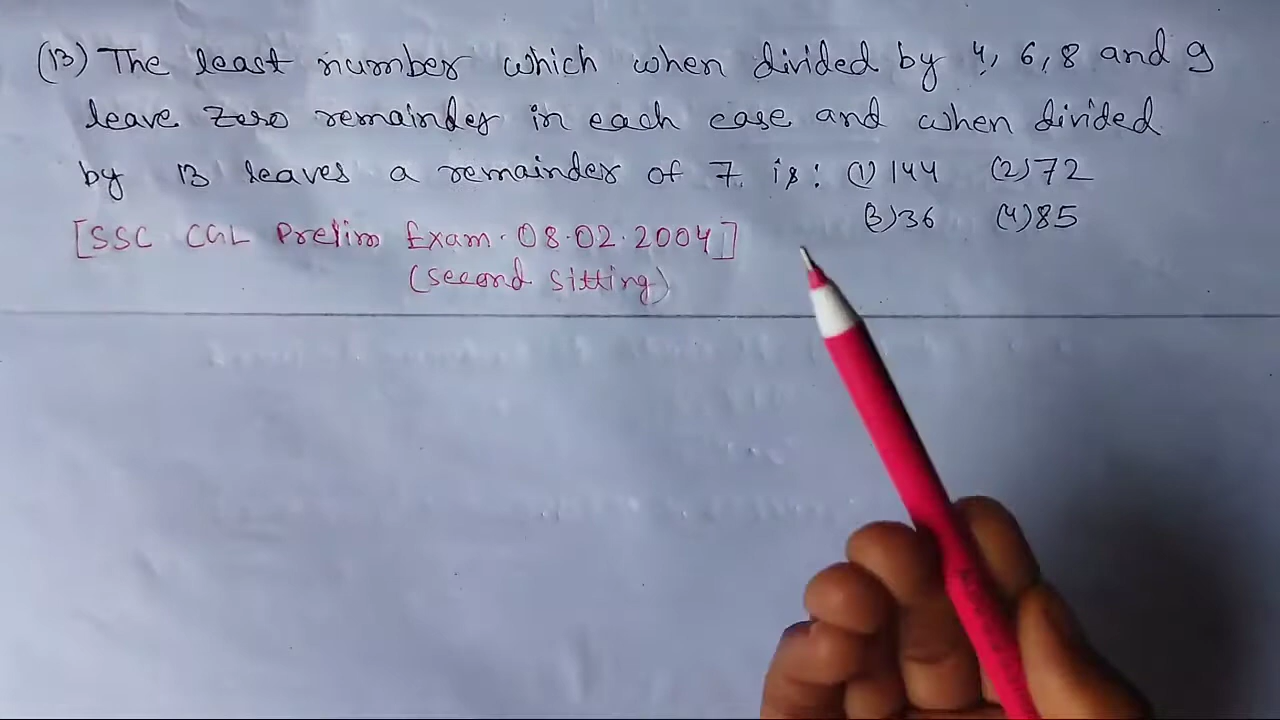 (13) The least number which when divided by 4, 6, 8 and 9
leave zero remainder in each case and when divided
by 13 leaves a remainder of 7. is: (1) 144 (2) 72
(3) 36 (4) 85
[SSC CGL Prelim Exam. 08.02.2004]
(Second Sitting)